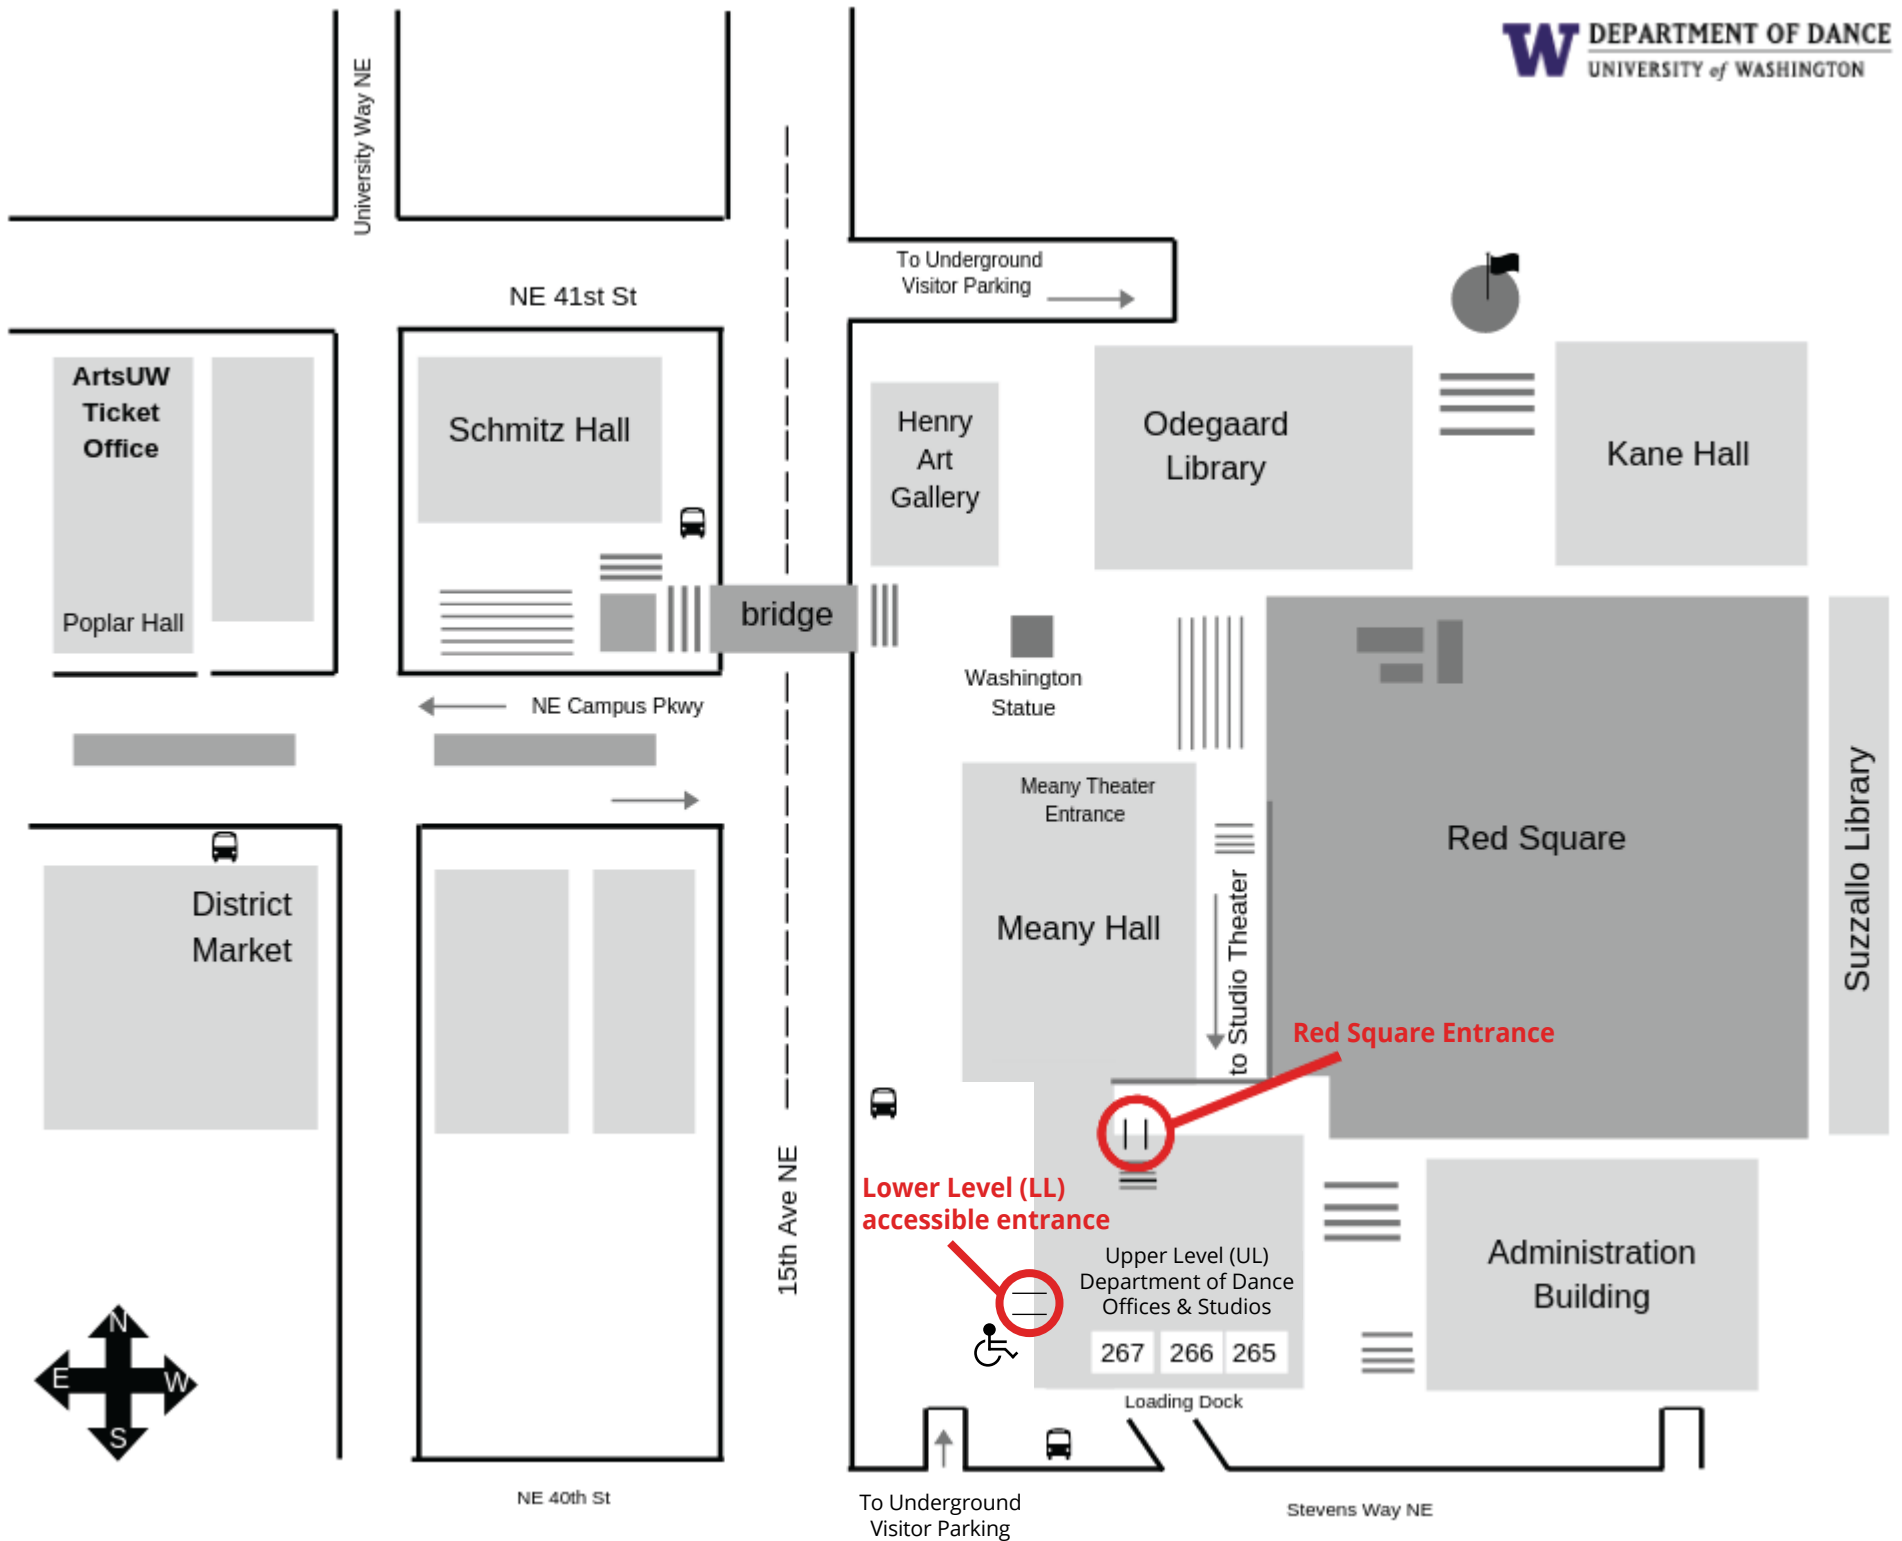 DEPARTMENT OF DANCE
UNIVERSITY of WASHINGTON
W
University Way NE
To Underground
Visitor Parking
NE 41st St
ArtsUW
Ticket
Office
Poplar Hall
Schmitz Hall
Henry
Art
Gallery
Odegaard
Library
Kane Hall
bridge
Washington
Statue
NE Campus Pkwy
Meany Theater
Entrance
Meany Hall
to Studio Theater
Red Square
Suzzallo Library
District
Market
Red Square Entrance
15th Ave NE
Lower Level (LL)
accessible entrance
Upper Level (UL)
Department of Dance
Offices & Studios
267 266 265
Administration
Building
Loading Dock
N
E W
S
NE 40th St
To Underground
Visitor Parking
Stevens Way NE